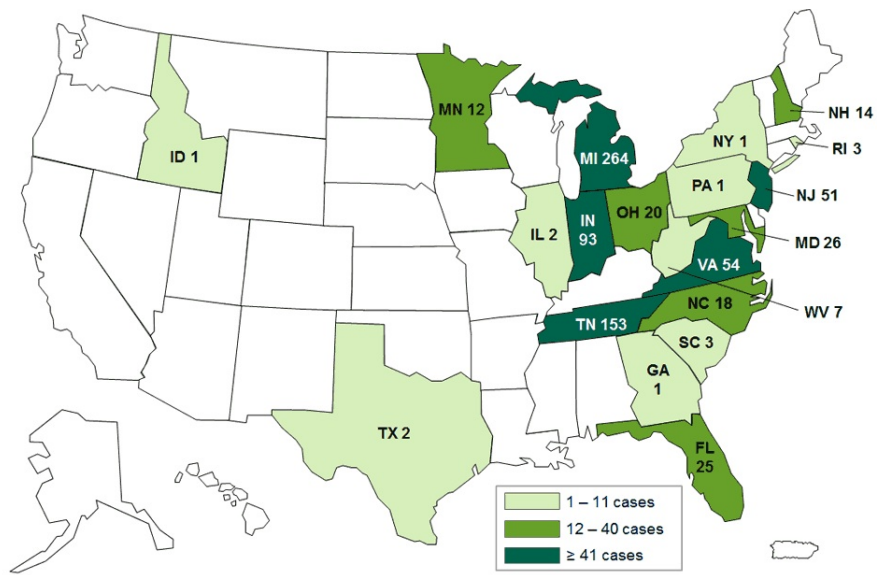 MN 12
NH 14
NY 1
RI 3
ID 1
MI 264
PA 1
NJ 51
IL 2
IN
93
OH 20
MD 26
VA 54
WV 7
NC 18
TN 153
SC 3
GA
1
TX 2
FL
25
1 – 11 cases
12 – 40 cases
≥ 41 cases